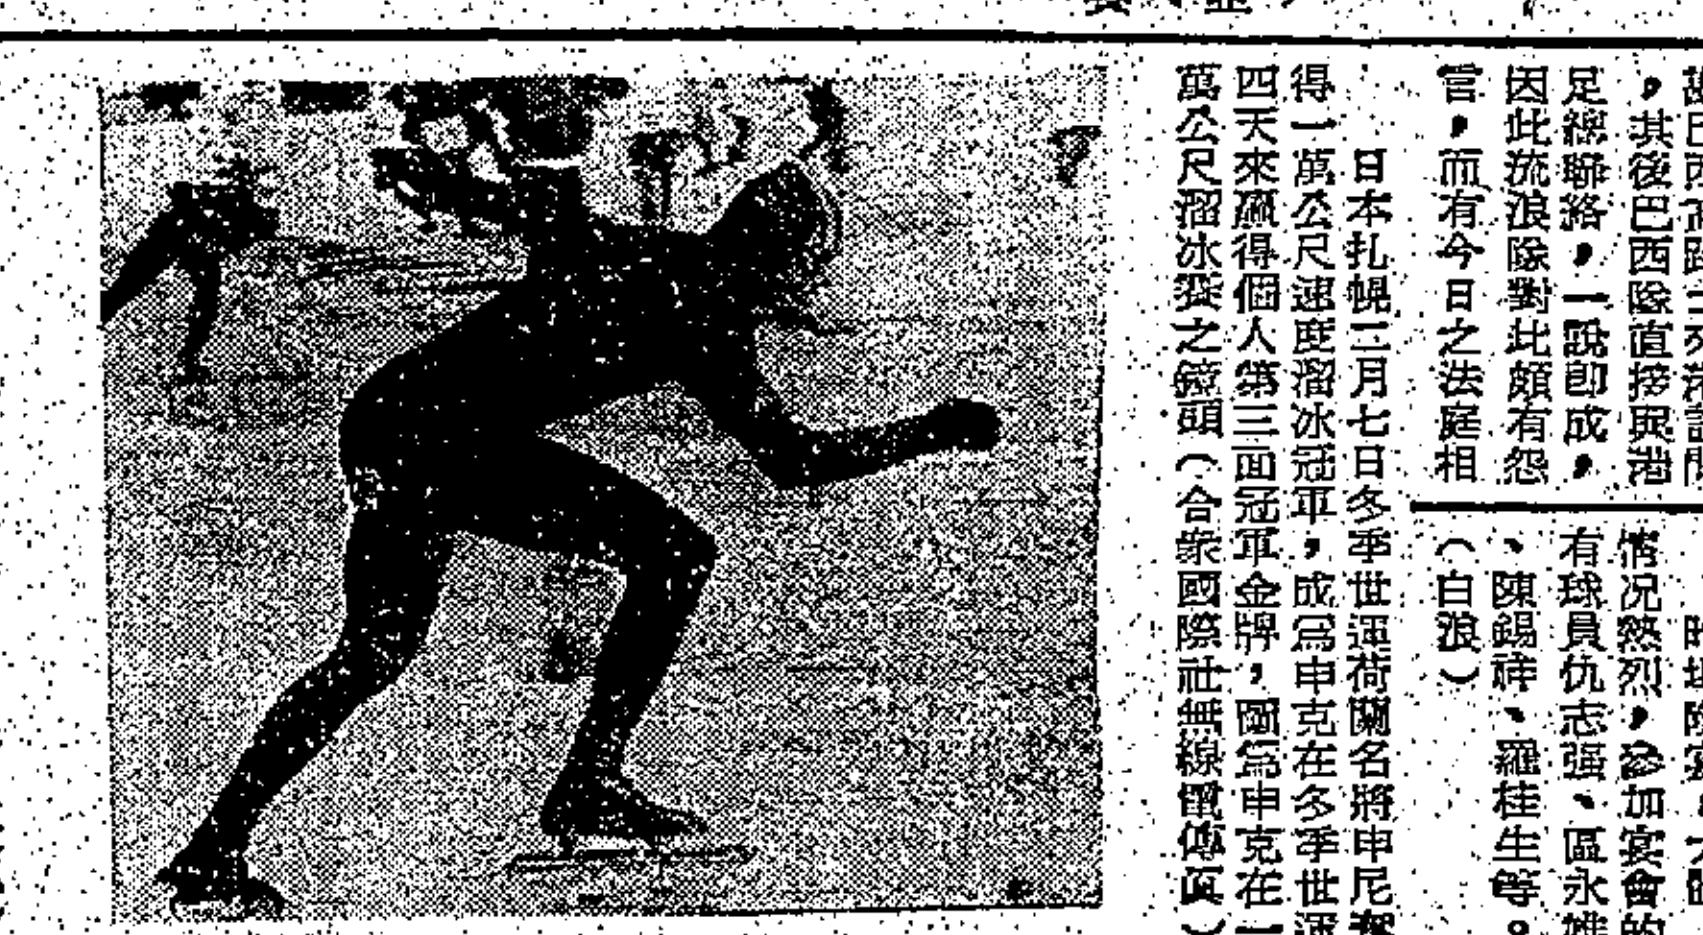 ，其後巴西隊直接與港
足總聯絡，一說卽成，
因此流浪隊對此頗有怨
言，而有今日之法庭相
情况熱烈，參加宴會的
有球員仇志强、區永雄
、陳錫祥、羅桂生等。
（白浪）
日本扎幌二月七日冬季世運荷蘭名將申尼奪
得一萬公尺速度溜冰冠軍，成爲申克在冬季世運
四天來贏得個人第三面冠軍金牌，圖爲申克在一
萬公尺溜冰賽之鏡頭（合衆國際社無線電傳眞）